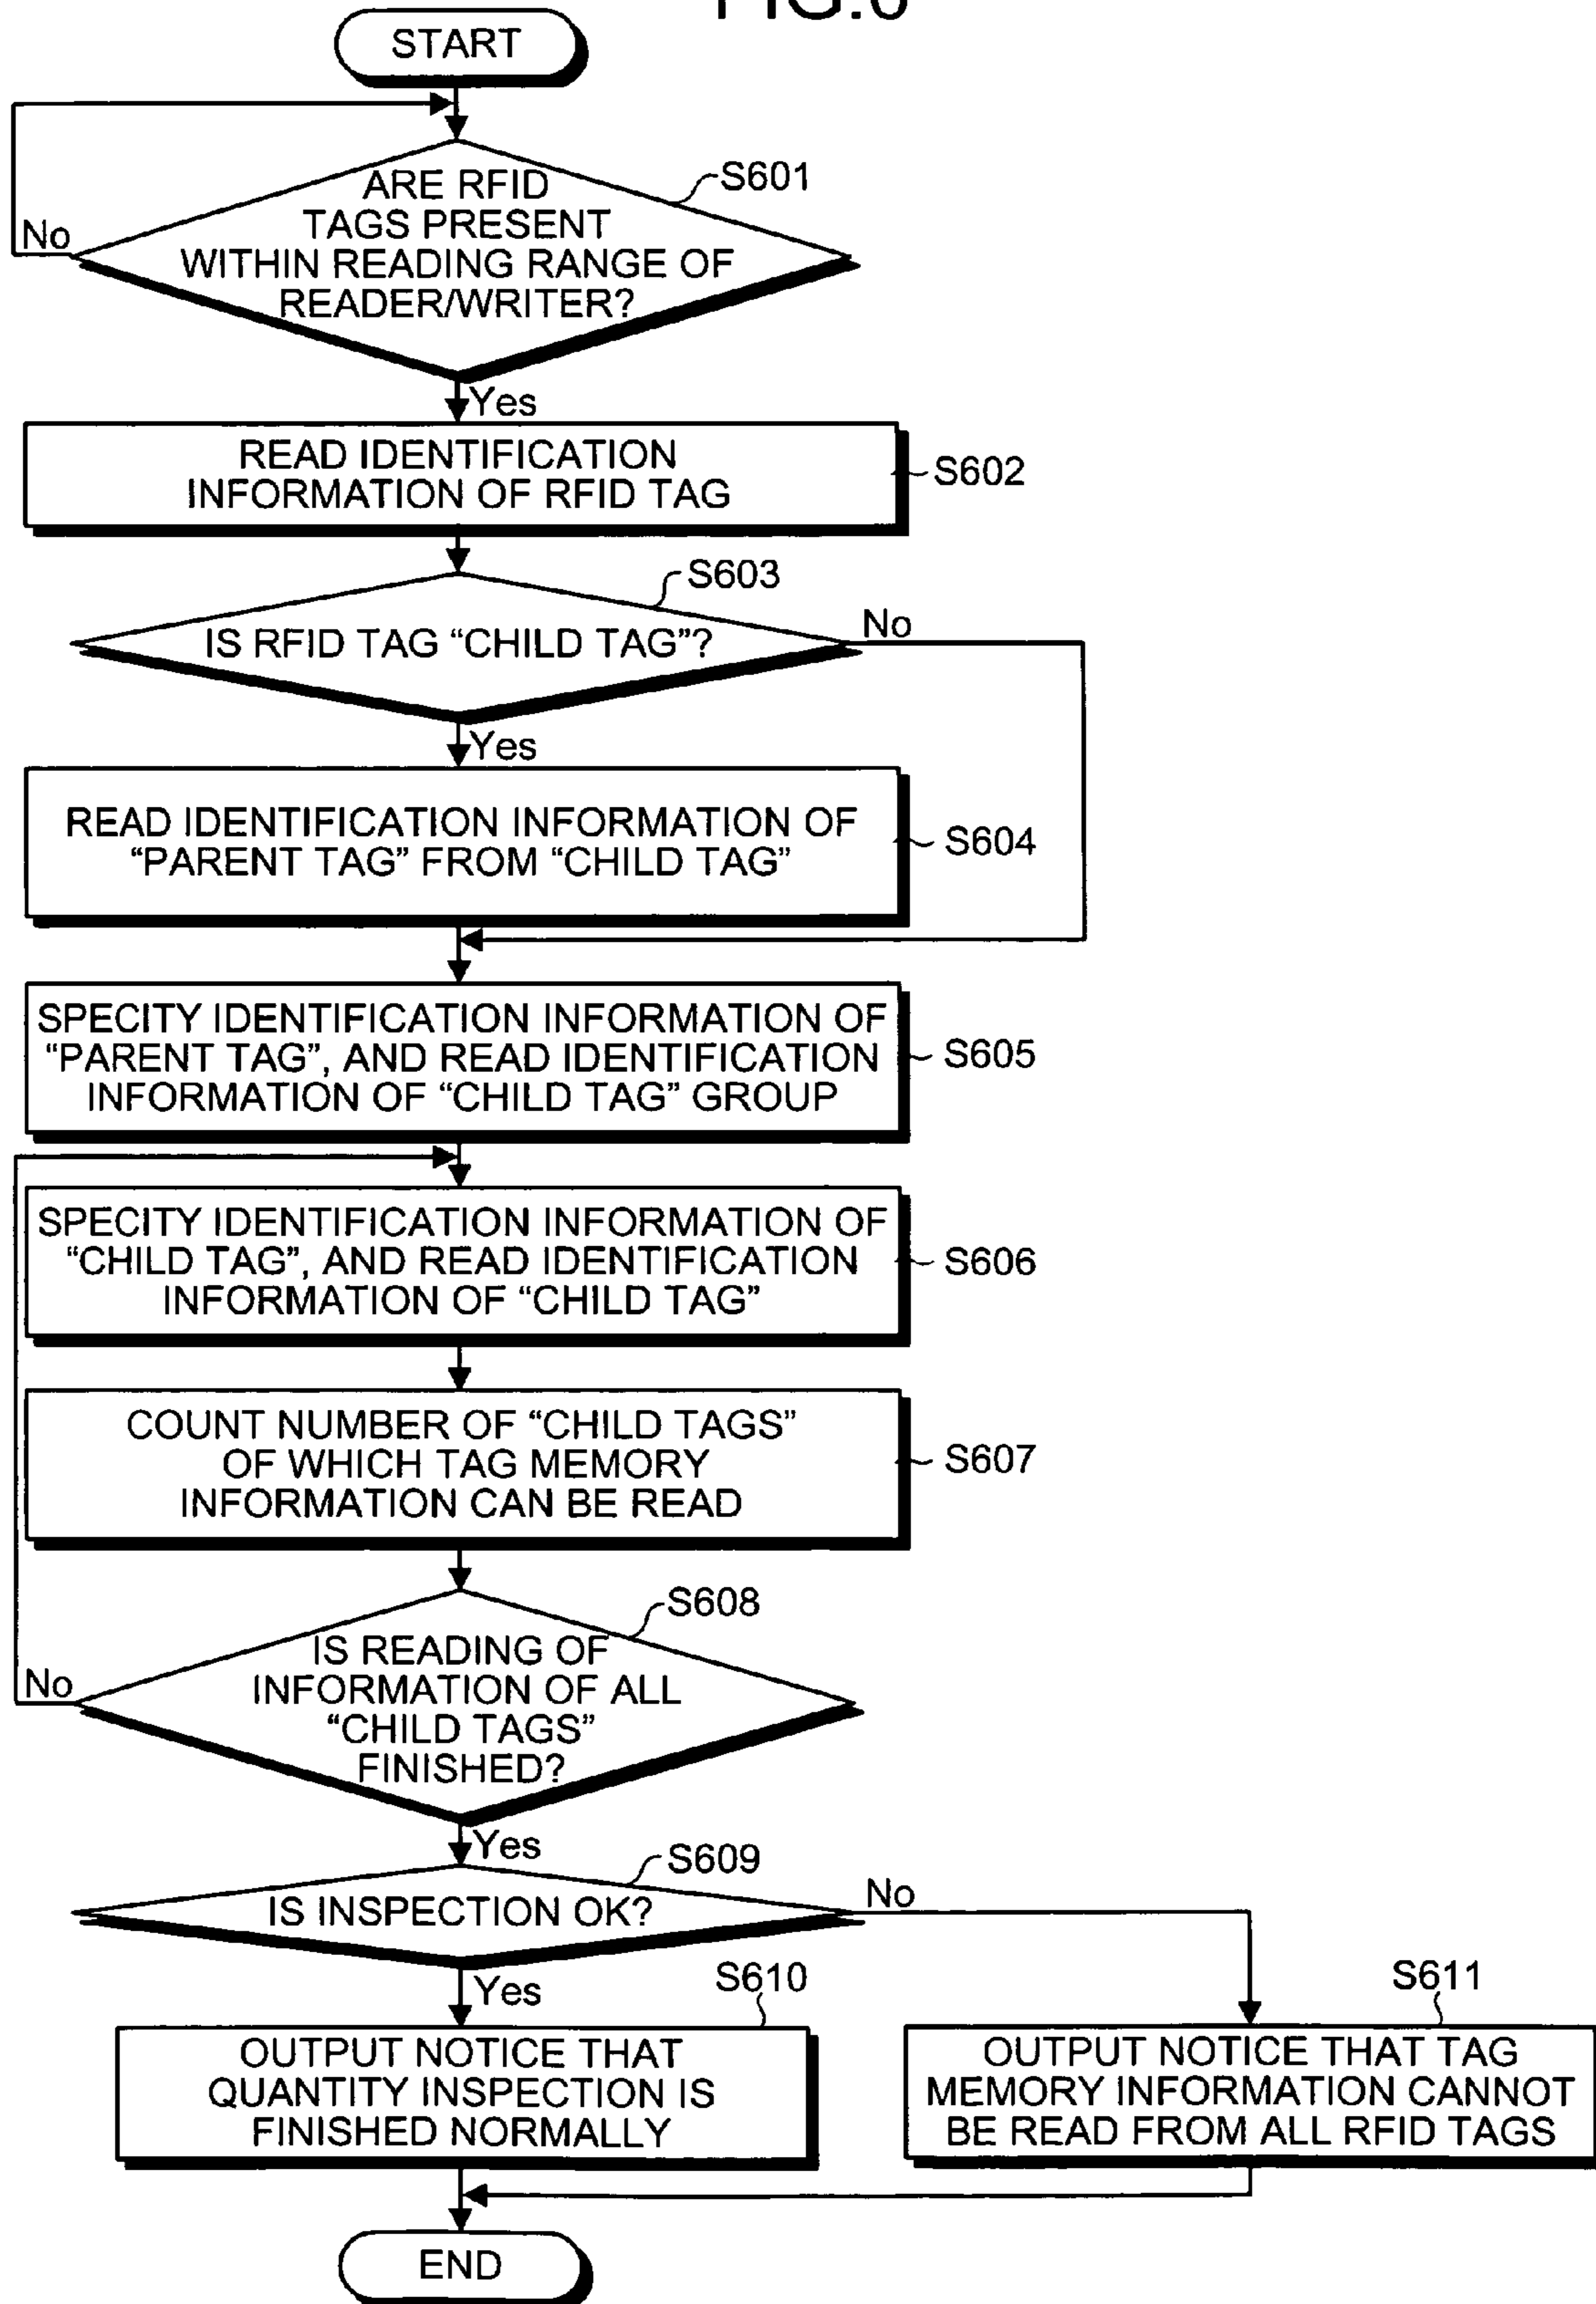 START
S601
ARE RFID
TAGS PRESENT
WITHIN READING RANGE OF
READER/WRITER?
No
Yes
READ IDENTIFICATION
INFORMATION OF RFID TAG
S602
S603
IS RFID TAG “CHILD TAG”?
No
Yes
READ IDENTIFICATION INFORMATION OF
“PARENT TAG” FROM “CHILD TAG”
S604
SPECITY IDENTIFICATION INFORMATION OF
“PARENT TAG”, AND READ IDENTIFICATION
INFORMATION OF “CHILD TAG” GROUP
S605
SPECITY IDENTIFICATION INFORMATION OF
“CHILD TAG”, AND READ IDENTIFICATION
INFORMATION OF “CHILD TAG”
S606
COUNT NUMBER OF “CHILD TAGS”
OF WHICH TAG MEMORY
INFORMATION CAN BE READ
S607
S608
IS READING OF
INFORMATION OF ALL
“CHILD TAGS”
FINISHED?
No
Yes
S609
IS INSPECTION OK?
No
Yes
S610
OUTPUT NOTICE THAT
QUANTITY INSPECTION IS
FINISHED NORMALLY
S611
OUTPUT NOTICE THAT TAG
MEMORY INFORMATION CANNOT
BE READ FROM ALL RFID TAGS
END